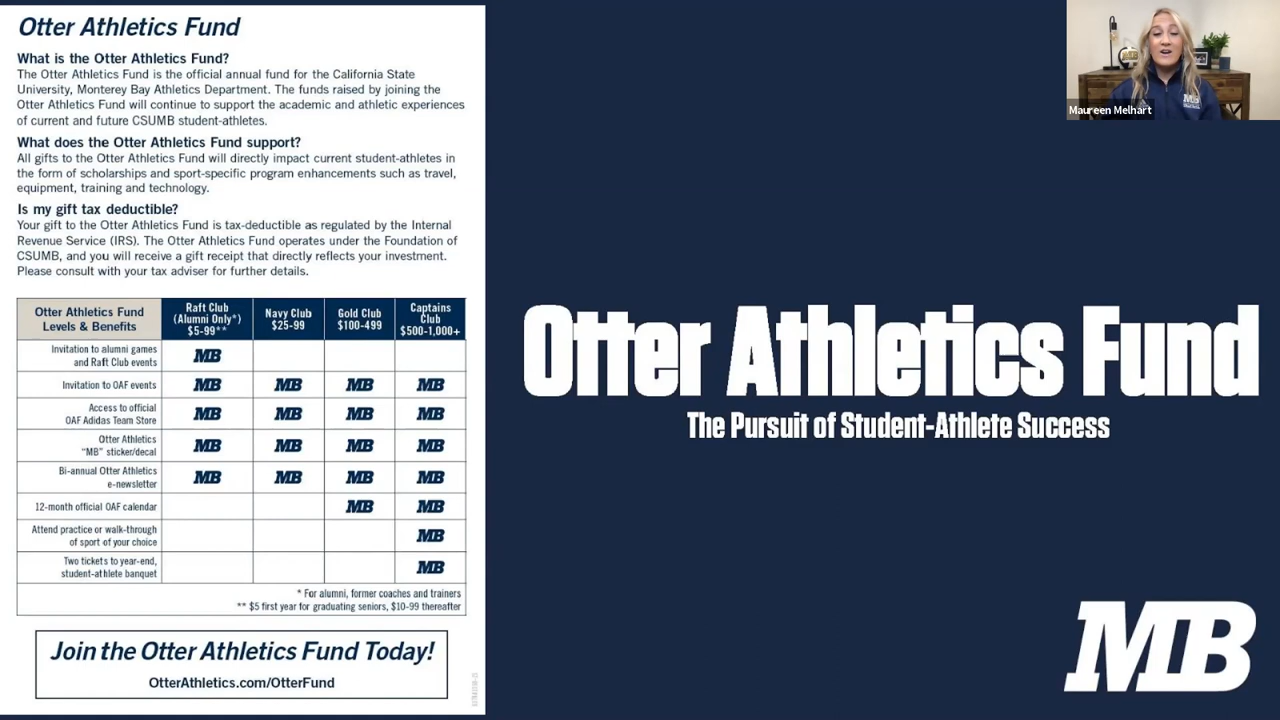 Otter Athletics Fund
What is the Otter Athletics Fund?
The Otter Athletics Fund is the official annual fund for the California State
University, Monterey Bay Athletics Department. The funds raised by joining the
Otter Athletics Fund will continue to support the academic and athletic experiences
of current and future CSUMB student-athletes.
What does the Otter Athletics Fund support?
All gifts to the Otter Athletics Fund will directly impact current student-athletes in
the form of scholarships and sport-specific program enhancements such as travel,
equipment, training and technology.
Is my gift tax deductible?
Your gift to the Otter Athletics Fund is tax-deductible as regulated by the Internal
Revenue Service (IRS). The Otter Athletics Fund operates under the Foundation of
CSUMB, and you will receive a gift receipt that directly reflects your investment.
Please consult with your tax adviser for further details.
Otter Athletics Fund
Levels & Benefits
Raft Club
(Alumni Only*)
$5-99**
Navy Club
$25-99
Gold Club
$100-499
Captains
Club
$500-1,000+
Invitation to alumni games
and Raft Club events
MB
Invitation to OAF events
MB MB MB MB
Access to official
OAF Adidas Team Store
MB MB MB MB
Otter Athletics
"MB" sticker/decal
MB MB MB MB
Bi-annual Otter Athletics
e-newsletter
MB MB MB MB
12-month official OAF calendar
MB MB
Attend practice or walk-through
of sport of your choice
MB
Two tickets to year-end,
student-athlete banquet
MB
* For alumni, former coaches and trainers
** $5 first year for graduating seniors, $10-99 thereafter
Join the Otter Athletics Fund Today!
OtterAthletics.com/OtterFund
Otter Athletics Fund
The Pursuit of Student-Athlete Success
MB
MB
Maureen Melhart